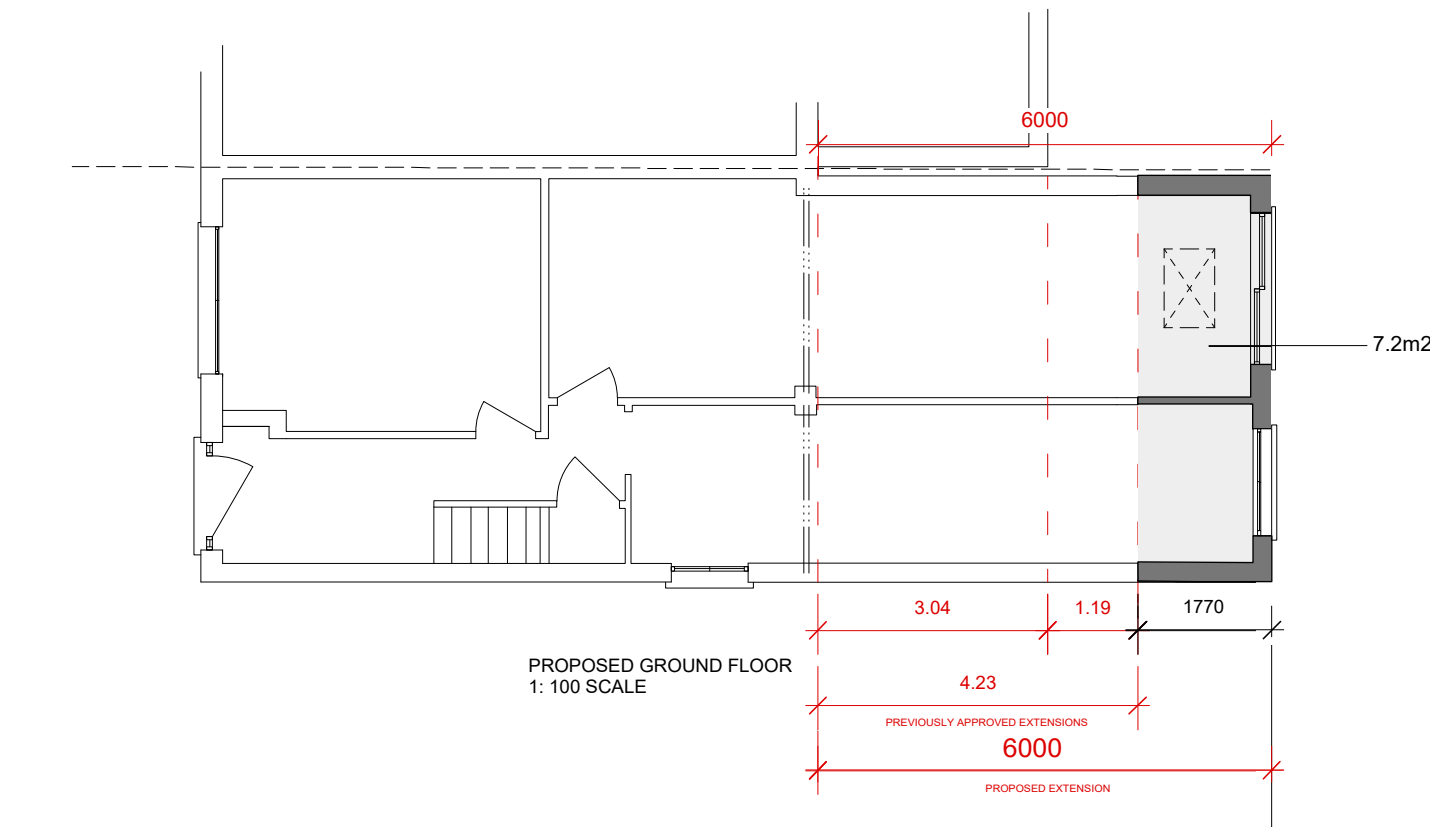 6000
7.2m2
3.04
1.19
1770
PROPOSED GROUND FLOOR
1: 100 SCALE
4.23
PREVIOUSLY APPROVED EXTENSIONS
6000
PROPOSED EXTENSION